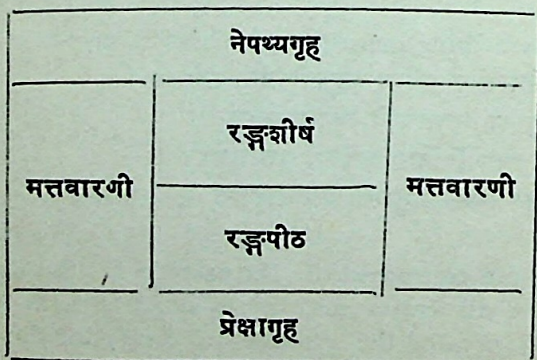 नेपथ्यगृह
रङ्गशीर्ष
मत्तवारणी
मत्तवारणी
रङ्गपीठ
प्रेक्षागृह